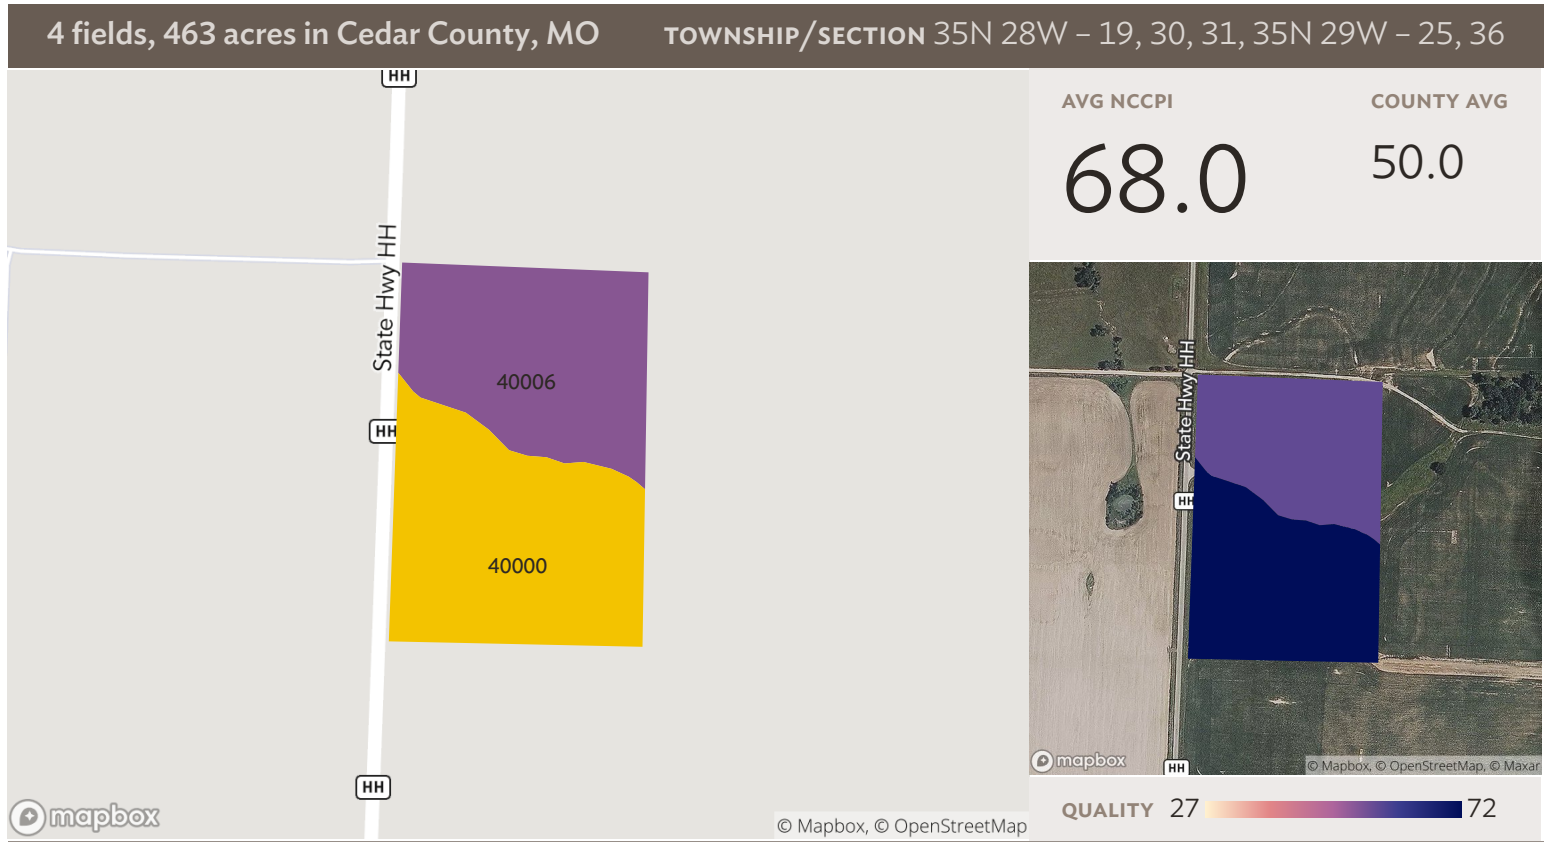 4 fields, 463 acres in Cedar County, MO
TOWNSHIP/SECTION 35N 28W – 19, 30, 31, 35N 29W – 25, 36
HH
State Hwy HH
40006
HH
40000
HH
mapbox
© Mapbox, © OpenStreetMap
AVG NCCPI
68.0
COUNTY AVG
50.0
State Hwy HH
HH
HH
mapbox
© Mapbox, © OpenStreetMap, © Maxar
QUALITY 27 72